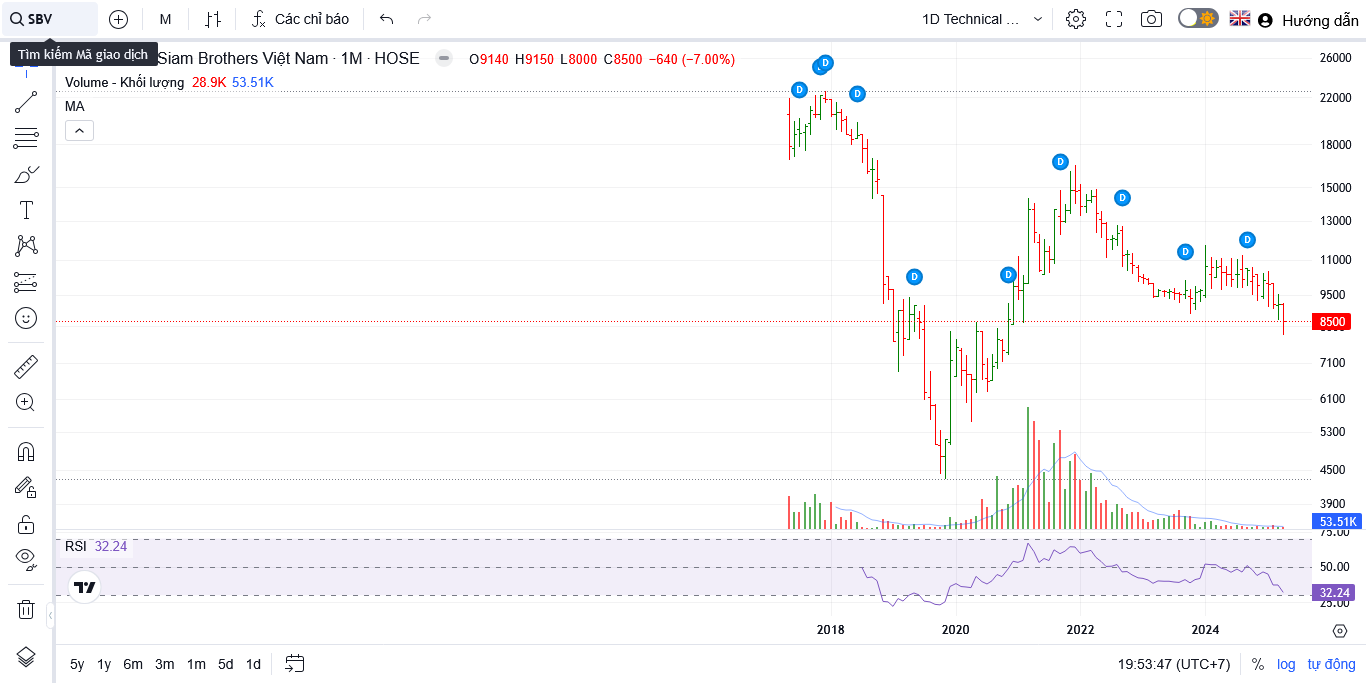 SBV
M
Các chỉ báo
1D Technical ...
Hướng dẫn
Tìm kiếm Mã giao dịch
Siam Brothers Việt Nam · 1M · HOSE
O9140 H9150 L8000 C8500 −640 (−7.00%)
Volume - Khối lượng 28.9K 53.51K
MA
D
D
D
D
D
D
D
D
D
26000
22000
18000
15000
13000
11000
9500
8500
7100
6100
5300
4500
3900
53.51K
75.00
RSI 32.24
50.00
32.24
25.00
2018 2020 2022 2024
5y 1y 6m 3m 1m 5d 1d
19:53:47 (UTC+7) % log tự động